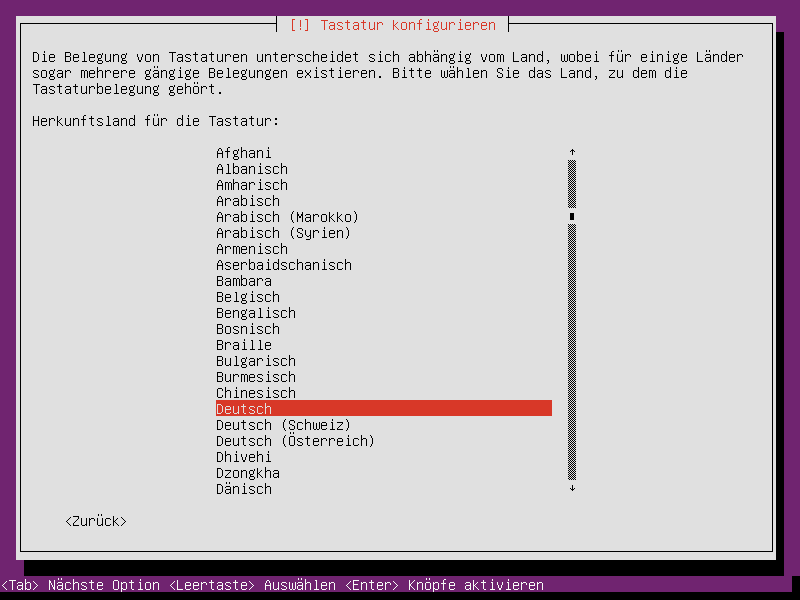 [!] Tastatur konfigurieren
Die Belegung von Tastaturen unterscheidet sich abhängig vom Land, wobei für einige Länder
sogar mehrere gängige Belegungen existieren. Bitte wählen Sie das Land, zu dem die
Tastaturbelegung gehört.
Herkunftsland für die Tastatur:
Afghani
Albanisch
Amharisch
Arabisch
Arabisch (Marokko)
Arabisch (Syrien)
Armenisch
Aserbaidschanisch
Bambara
Belgisch
Bengalisch
Bosnisch
Braille
Bulgarisch
Burmesisch
Chinesisch
Deutsch
Deutsch (Schweiz)
Deutsch (Österreich)
Dhivehi
Dzongkha
Dänisch
<Zurück>
<Tab> Nächste Option <Leertaste> Auswählen <Enter> Knöpfe aktivieren